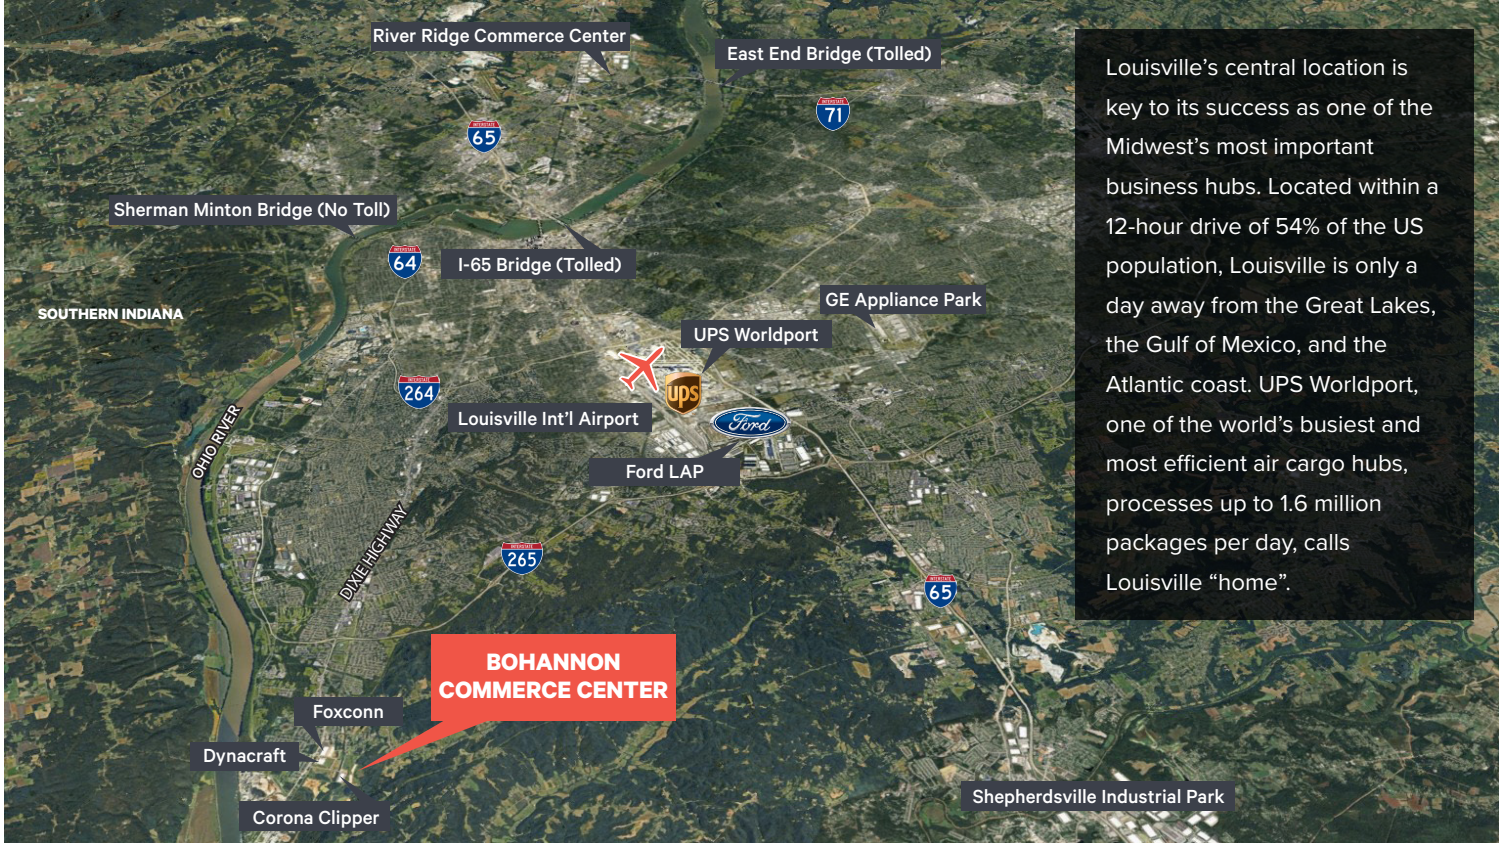 River Ridge Commerce Center
East End Bridge (Tolled)
INTERSTATE
71
INTERSTATE
65
Sherman Minton Bridge (No Toll)
INTERSTATE
64
I-65 Bridge (Tolled)
SOUTHERN INDIANA
GE Appliance Park
UPS Worldport
ups
INTERSTATE
264
Louisville Int'l Airport
Ford
Ford LAP
OHIO RIVER
DIXIE HIGHWAY
INTERSTATE
265
INTERSTATE
65
BOHANNON
COMMERCE CENTER
Foxconn
Dynacraft
Corona Clipper
Shepherdsville Industrial Park
Louisville’s central location is
key to its success as one of the
Midwest’s most important
business hubs. Located within a
12-hour drive of 54% of the US
population, Louisville is only a
day away from the Great Lakes,
the Gulf of Mexico, and the
Atlantic coast. UPS Worldport,
one of the world’s busiest and
most efficient air cargo hubs,
processes up to 1.6 million
packages per day, calls
Louisville “home”.